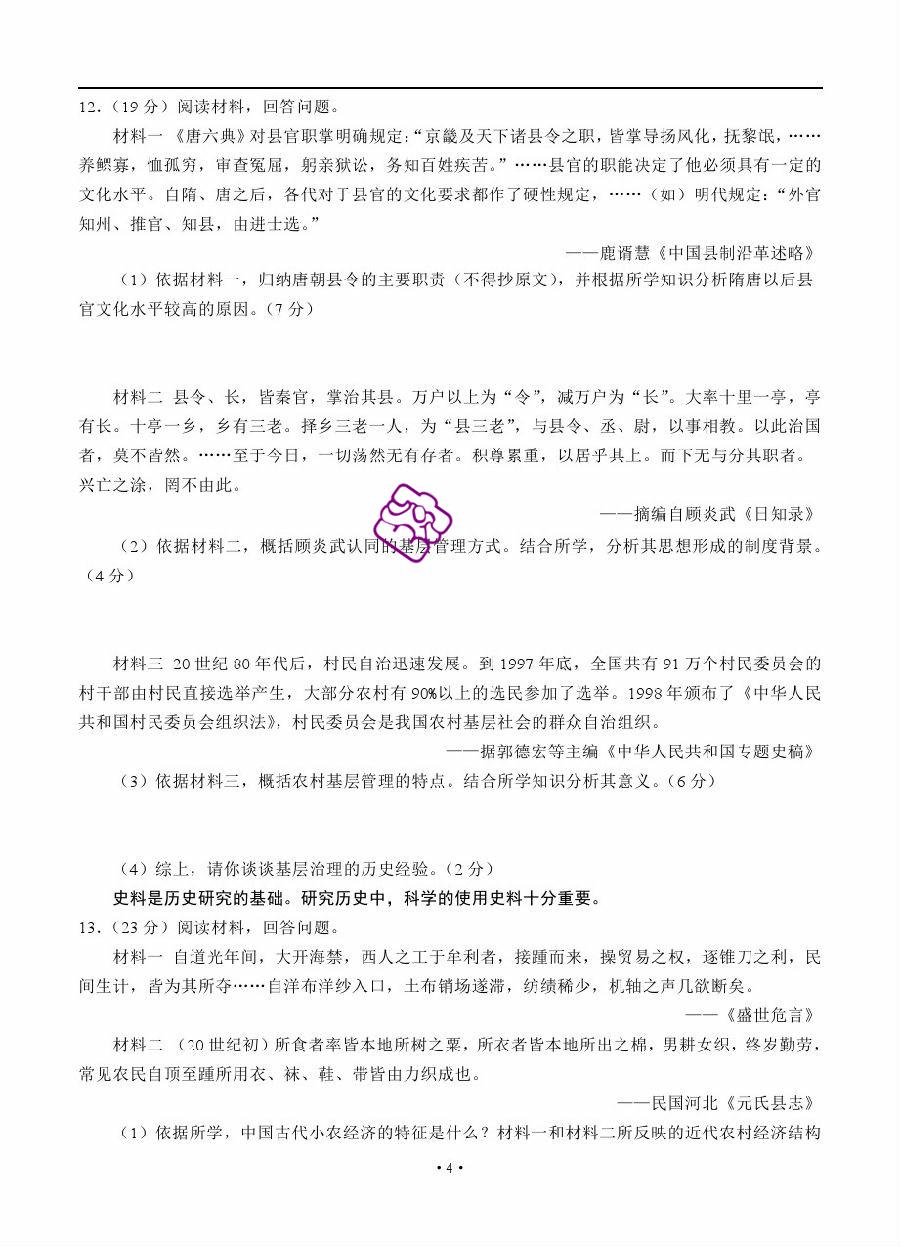 12．（19 分）阅读材料，回答问题。
材料一 《唐六典》对县官职掌明确规定：“京畿及天下诸县令之职，皆掌导扬风化，抚黎氓，……
养鳏寡，恤孤穷，审查冤屈，躬亲狱讼，务知百姓疾苦。”……县官的职能决定了他必须具有一定的
文化水平。自隋、唐之后，各代对于县官的文化要求都作了硬性规定，……（如）明代规定：“外官
知州、推官、知县，由进士选。”
——鹿谞慧《中国县制沿革述略》
（1）依据材料一，归纳唐朝县令的主要职责（不得抄原文），并根据所学知识分析隋唐以后县
官文化水平较高的原因。（7 分）
材料二 县令、长，皆秦官，掌治其县。万户以上为“令”，减万户为“长”。大率十里一亭，亭
有长。十亭一乡，乡有三老。择乡三老一人，为“县三老”，与县令、丞、尉，以事相教。以此治国
者，莫不皆然。……至于今日，一切荡然无有存者。积尊累重，以居乎其上。而下无与分其职者。
兴亡之涂，罔不由此。
——摘编自顾炎武《日知录》
（2）依据材料二，概括顾炎武认同的基层管理方式。结合所学，分析其思想形成的制度背景。
（4 分）
材料三 20 世纪 80 年代后，村民自治迅速发展。到 1997 年底，全国共有 91 万个村民委员会的
村干部由村民直接选举产生，大部分农村有 90%以上的选民参加了选举。1998 年颁布了《中华人民
共和国村民委员会组织法》，村民委员会是我国农村基层社会的群众自治组织。
——据郭德宏等主编《中华人民共和国专题史稿》
（3）依据材料三，概括农村基层管理的特点。结合所学知识分析其意义。（6 分）
（4）综上，请你谈谈基层治理的历史经验。（2 分）
史料是历史研究的基础。研究历史中，科学的使用史料十分重要。
13．（23 分）阅读材料，回答问题。
材料一 自道光年间，大开海禁，西人之工于牟利者，接踵而来，操贸易之权，逐锥刀之利，民
间生计，皆为其所夺……自洋布洋纱入口，土布销场遂滞，纺绩稀少，机轴之声几欲断矣。
——《盛世危言》
材料二 （20 世纪初）所食者率皆本地所树之粟，所衣者皆本地所出之棉，男耕女织，终岁勤劳，
常见农民自顶至踵所用衣、袜、鞋、带皆由力织成也。
——民国河北《元氏县志》
（1）依据所学，中国古代小农经济的特征是什么？材料一和材料二所反映的近代农村经济结构
·4·